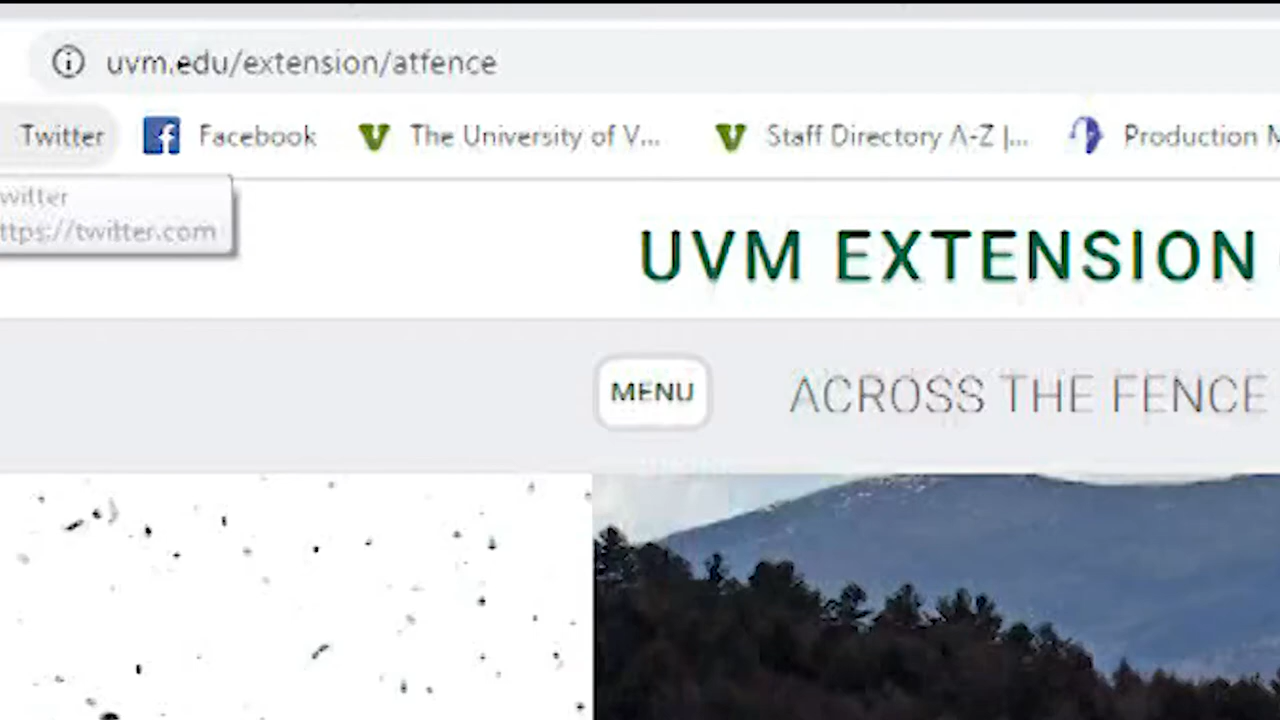 uvm.edu/extension/atfence
Twitter Facebook The University of V... Staff Directory A-Z |... Production M
witter
ttps://twitter.com
UVM EXTENSION
MENU ACROSS THE FENCE